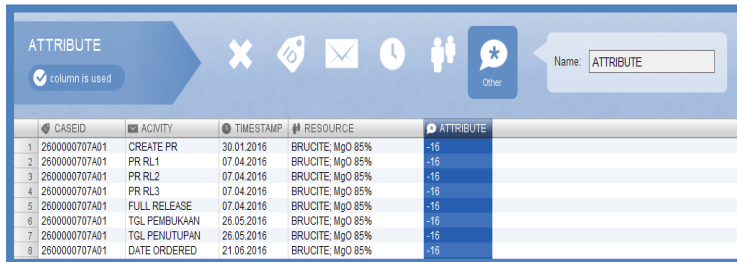 ATTRIBUTE
column is used
ID
Other
Name: ATTRIBUTE
CASEID ACIVITY TIMESTAMP RESOURCE ATTRIBUTE
1 2600000707A01 CREATE PR 30.01.2016 BRUCITE; MgO 85% -16
2 2600000707A01 PR RL1 07.04.2016 BRUCITE; MgO 85% -16
3 2600000707A01 PR RL2 07.04.2016 BRUCITE; MgO 85% -16
4 2600000707A01 PR RL3 07.04.2016 BRUCITE; MgO 85% -16
5 2600000707A01 FULL RELEASE 07.04.2016 BRUCITE; MgO 85% -16
6 2600000707A01 TGL PEMBUKAAN 26.05.2016 BRUCITE; MgO 85% -16
7 2600000707A01 TGL PENUTUPAN 26.05.2016 BRUCITE; MgO 85% -16
8 2600000707A01 DATE ORDERED 21.06.2016 BRUCITE; MgO 85% -16